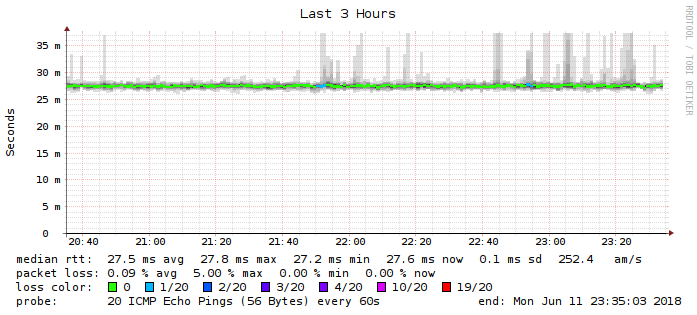 Last 3 Hours
RRDTOOL / TOBI OETIKER
Seconds
35 m
30 m
25 m
20 m
15 m
10 m
5 m
0
20:40 21:00 21:20 21:40 22:00 22:20 22:40 23:00 23:20
median rtt: 27.5 ms avg 27.8 ms max 27.2 ms min 27.6 ms now 0.1 ms sd 252.4 am/s
packet loss: 0.09 % avg 5.00 % max 0.00 % min 0.00 % now
loss color: 0 1/20 2/20 3/20 4/20 10/20 19/20
probe: 20 ICMP Echo Pings (56 Bytes) every 60s end: Mon Jun 11 23:35:03 2018